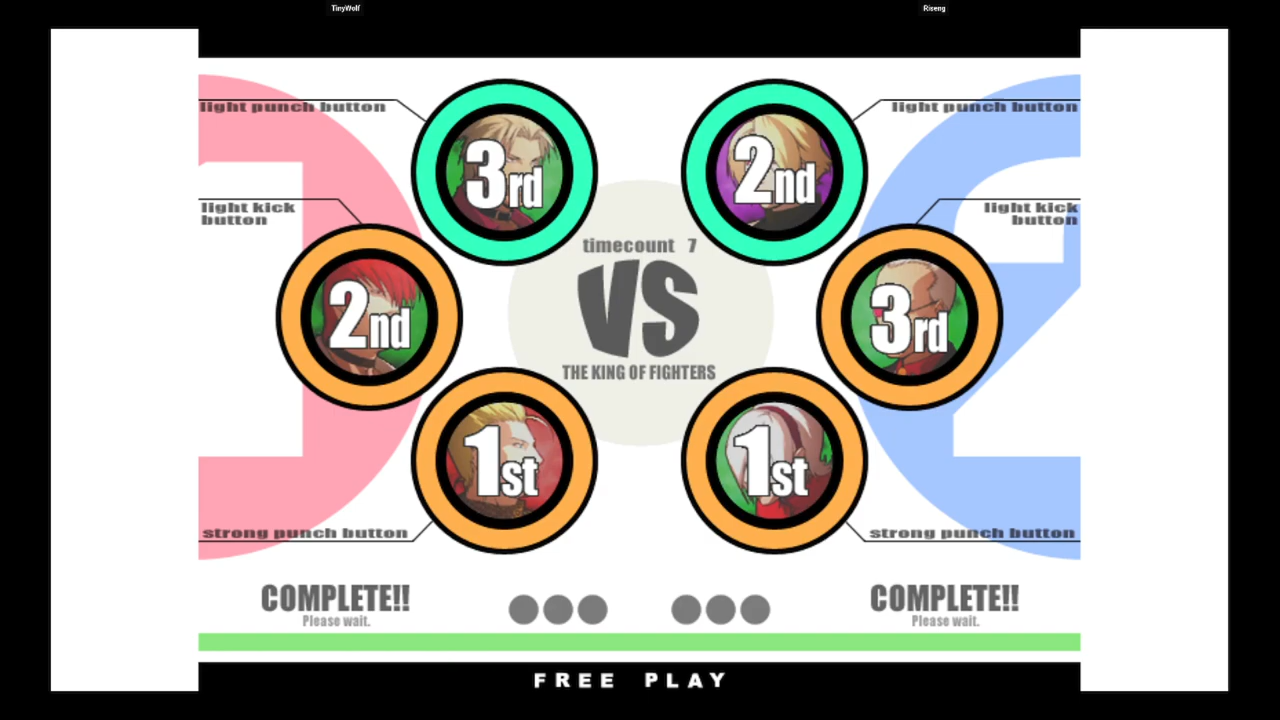 TinyWolf
Riseng
light punch button
light punch button
3rd
2nd
light kick
button
light kick
button
timecount 7
VS
THE KING OF FIGHTERS
2nd
3rd
1st
1st
strong punch button
strong punch button
COMPLETE!!
Please wait.
COMPLETE!!
Please wait.
FREE PLAY